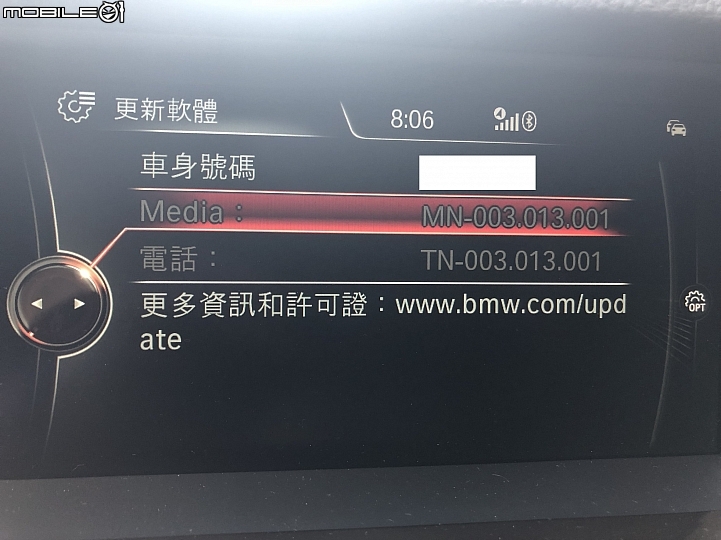 MOBILE01
更新軟體 8:06
車身號碼
Media： MN-003.013.001
電話： TN-003.013.001
更多資訊和許可證：www.bmw.com/upd
ate
OPT